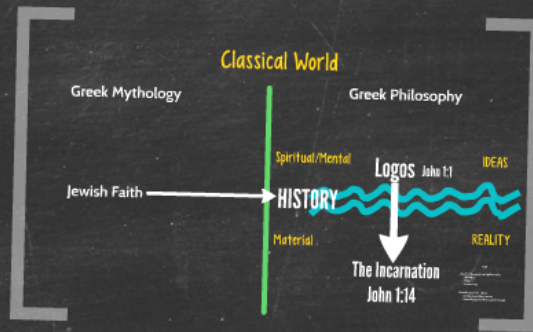 Classical World
Greek Mythology
Greek Philosophy
Spiritual/Mental
Logos John 1:1
IDEAS
Jewish Faith
HISTORY
Material
REALITY
The Incarnation
John 1:14